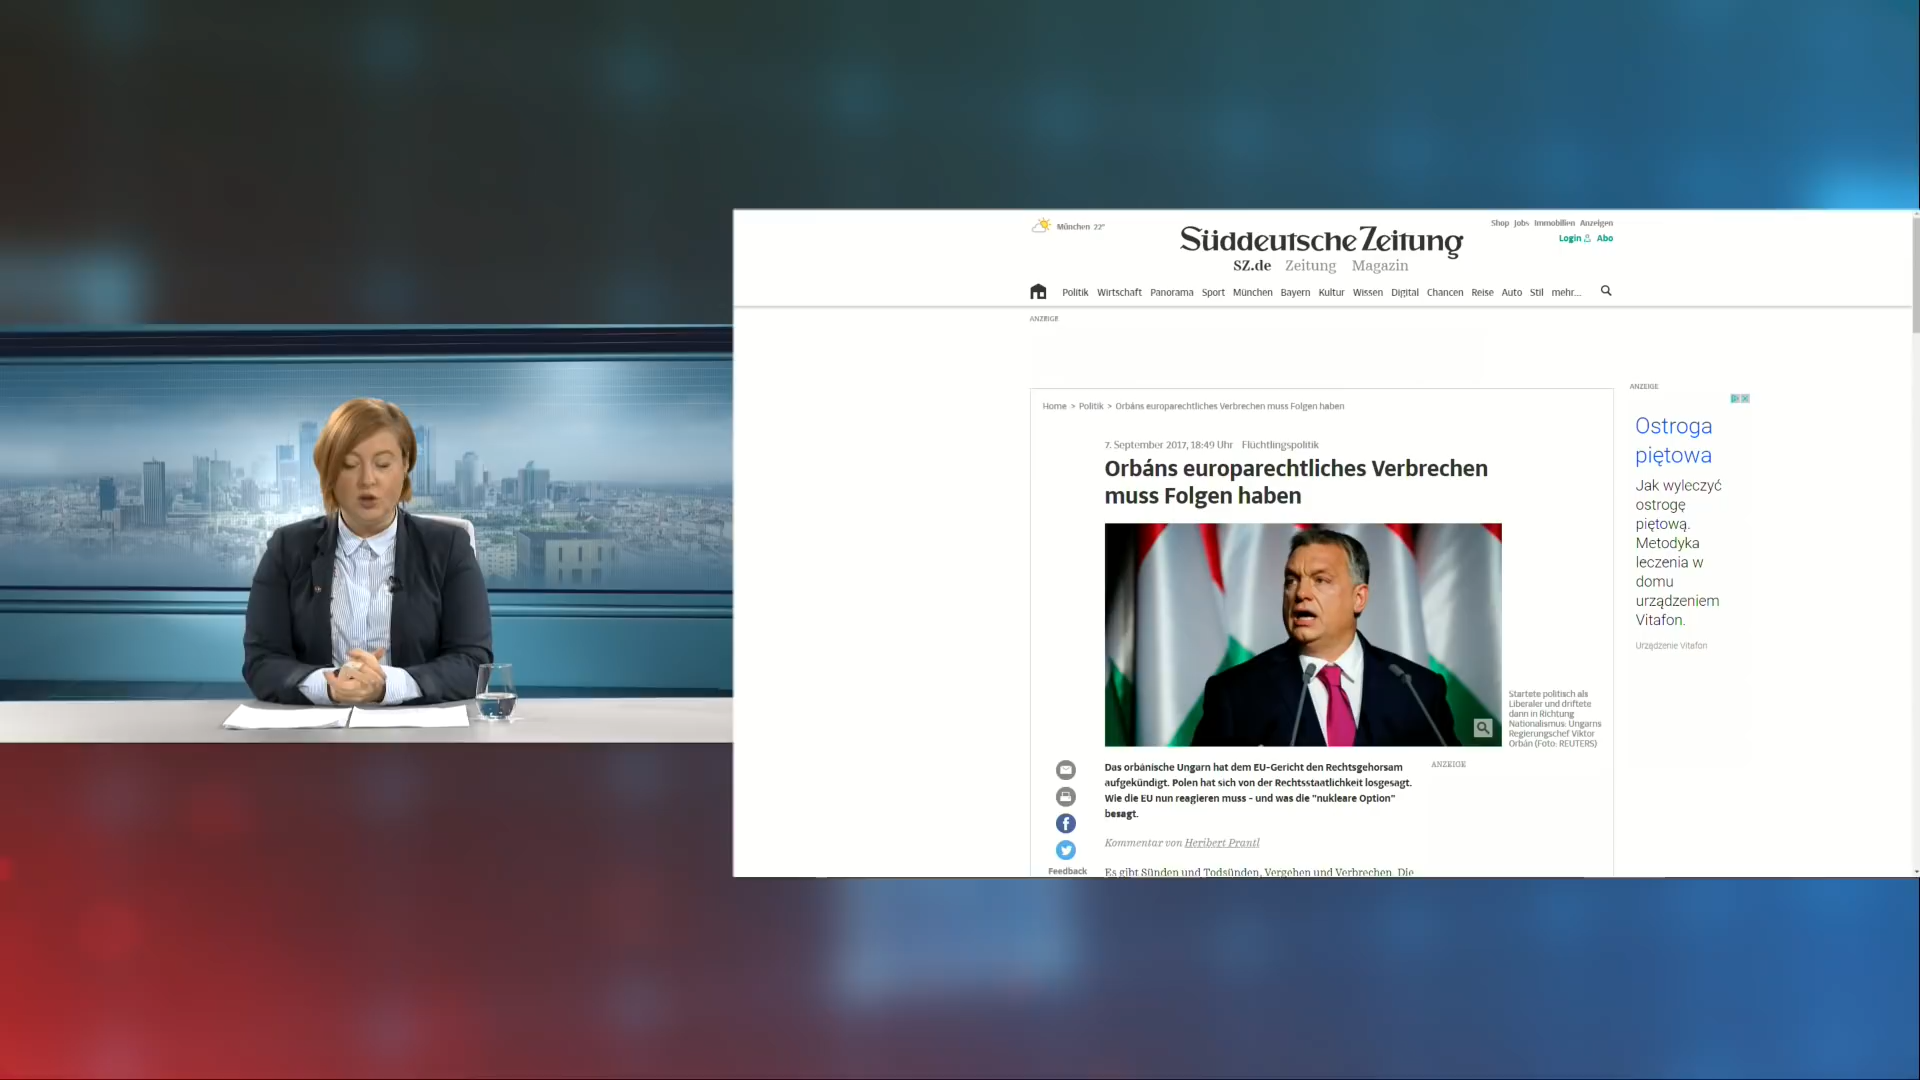 München 22°
Shop Jobs Immobilien Anzeigen
Süddeutsche Zeitung
Login Abo
SZ.de Zeitung Magazin
Politik Wirtschaft Panorama Sport München Bayern Kultur Wissen Digital Chancen Reise Auto Stil mehr...
ANZEIGE
Home > Politik > Orbáns europarechtliches Verbrechen muss Folgen haben
7. September 2017, 18:49 Uhr Flüchtlingspolitik
Orbáns europarechtliches Verbrechen
muss Folgen haben
Startete politisch als
Liberaler und driftete
dann in Richtung
Nationalismus: Ungarns
Regierungschef Viktor
Orbán (Foto: REUTERS)
Das orbánische Ungarn hat dem EU-Gericht den Rechtsgehorsam
aufgekündigt. Polen hat sich von der Rechtsstaatlichkeit losgesagt.
Wie die EU nun reagieren muss - und was die "nukleare Option"
besagt.
ANZEIGE
Kommentar von Heribert Prantl
Feedback
Es gibt Sünden und Todsünden, Vergehen und Verbrechen. Die
ANZEIGE
Ostroga
piętowa
Jak wyleczyć
ostrogę
piętową.
Metodyka
leczenia w
domu
urządzeniem
Vitafon.
Urządzenie Vitafon